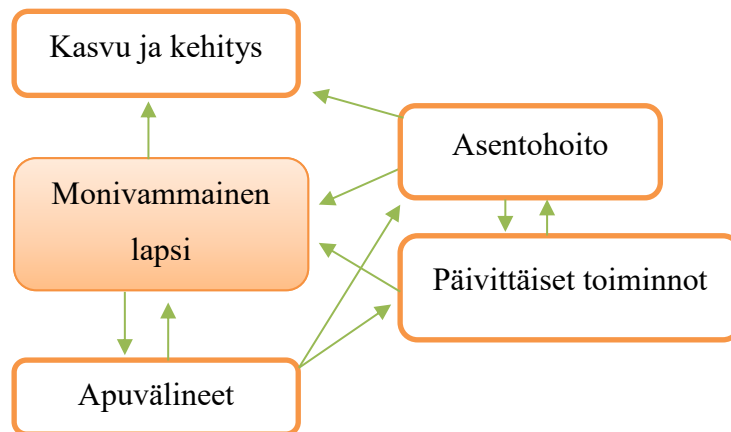 Kasvu ja kehitys
Asentohoito
Monivammainen
lapsi
Päivittäiset toiminnot
Apuvälineet